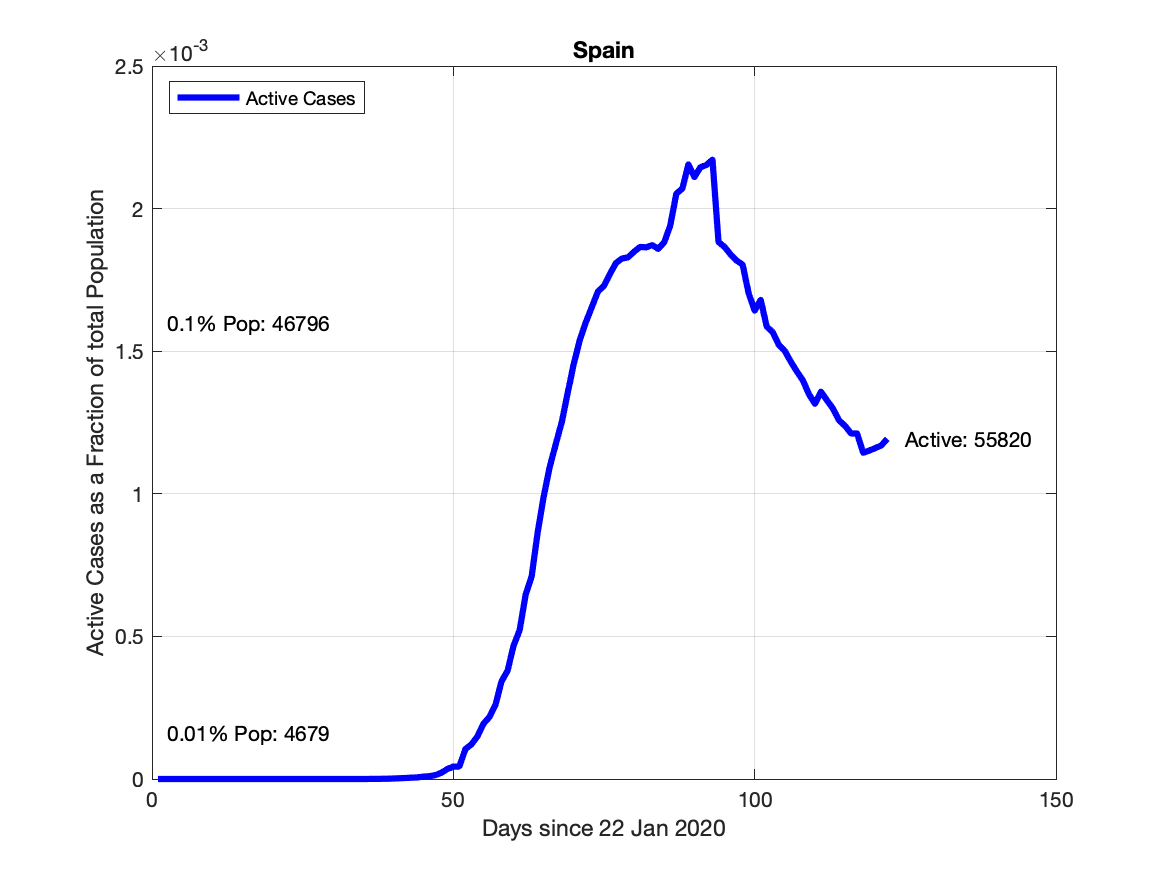 Spain
×10-3
2.5
Active Cases
2
0.1% Pop: 46796
1.5
Active: 55820
1
0.5
0.01% Pop: 4679
0
0 50 100 150
Days since 22 Jan 2020
Active Cases as a Fraction of total Population